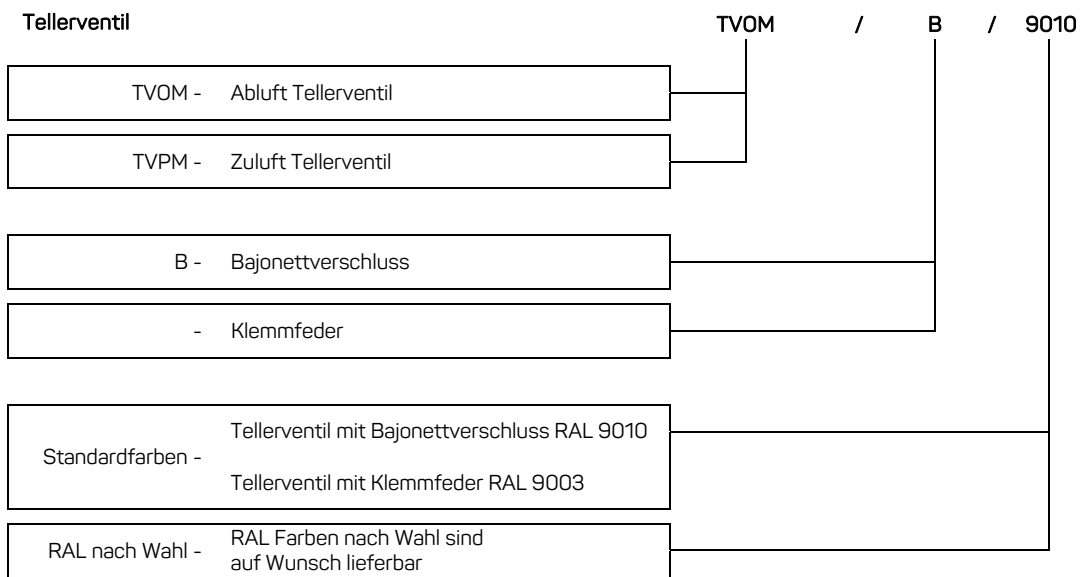 Tellerventil TVOM / B / 9010
TVOM - Abluft Tellerventil
TVPM - Zuluft Tellerventil
B - Bajonettverschluss
- Klemmfeder
Standardfarben - Tellerventil mit Bajonettverschluss RAL 9010
Tellerventil mit Klemmfeder RAL 9003
RAL nach Wahl - RAL Farben nach Wahl sind
auf Wunsch lieferbar